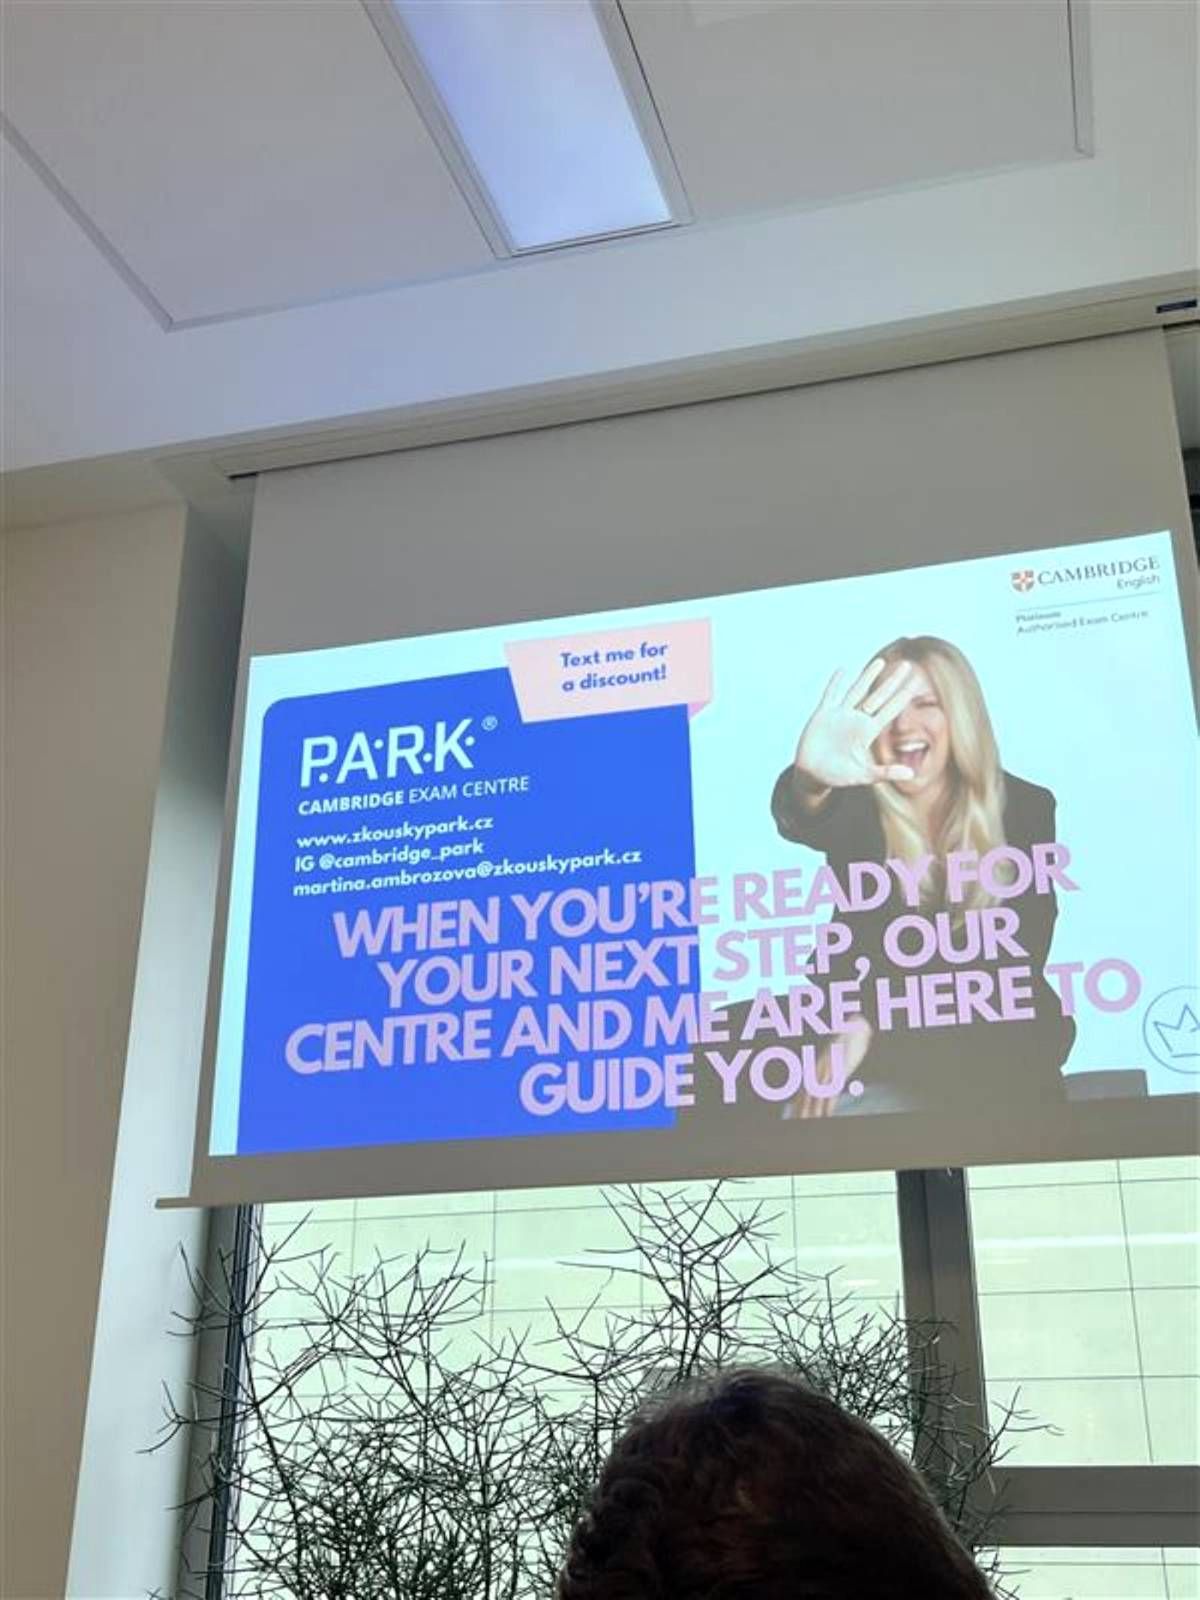 CAMBRIDGE
English
Platinum
Authorised Exam Centre
Text me for
a discount!
P.A.R.K.®
CAMBRIDGE EXAM CENTRE
www.zkouskypark.cz
IG @cambridge_park
martina.ambrozova@zkouskypark.cz
WHEN YOU'RE READY FOR
YOUR NEXT STEP, OUR
CENTRE AND ME ARE HERE TO
GUIDE YOU.